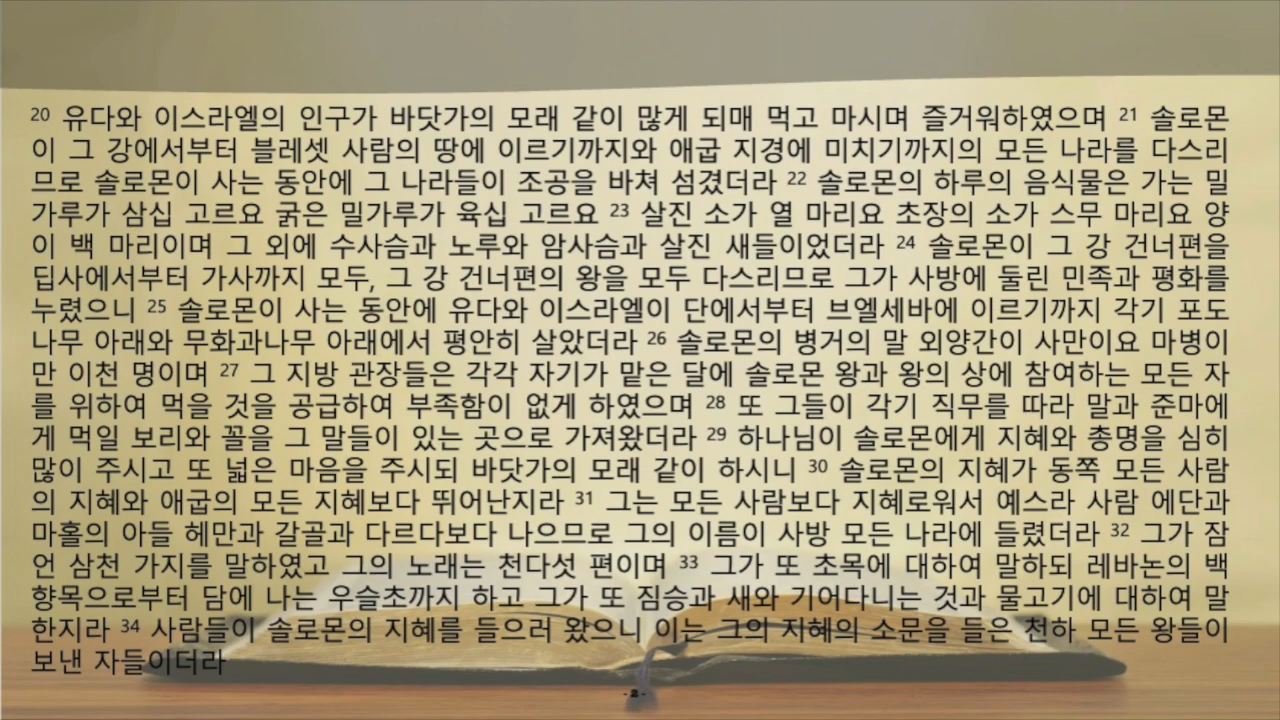 20 유다와 이스라엘의 인구가 바닷가의 모래 같이 많게 되매 먹고 마시며 즐거워하였으며 21 솔로몬
이 그 강에서부터 블레셋 사람의 땅에 이르기까지와 애굽 지경에 미치기까지의 모든 나라를 다스리
므로 솔로몬이 사는 동안에 그 나라들이 조공을 바쳐 섬겼더라 22 솔로몬의 하루의 음식물은 가는 밀
가루가 삼십 고르요 굵은 밀가루가 육십 고르요 23 살진 소가 열 마리요 초장의 소가 스무 마리요 양
이 백 마리이며 그 외에 수사슴과 노루와 암사슴과 살진 새들이었더라 24 솔로몬이 그 강 건너편을
딥사에서부터 가사까지 모두, 그 강 건너편의 왕을 모두 다스리므로 그가 사방에 둘린 민족과 평화를
누렸으니 25 솔로몬이 사는 동안에 유다와 이스라엘이 단에서부터 브엘세바에 이르기까지 각기 포도
나무 아래와 무화과나무 아래에서 평안히 살았더라 26 솔로몬의 병거의 말 외양간이 사만이요 마병이
만 이천 명이며 27 그 지방 관장들은 각각 자기가 맡은 달에 솔로몬 왕과 왕의 상에 참여하는 모든 자
를 위하여 먹을 것을 공급하여 부족함이 없게 하였으며 28 또 그들이 각기 직무를 따라 말과 준마에
게 먹일 보리와 꼴을 그 말들이 있는 곳으로 가져왔더라 29 하나님이 솔로몬에게 지혜와 총명을 심히
많이 주시고 또 넓은 마음을 주시되 바닷가의 모래 같이 하시니 30 솔로몬의 지혜가 동쪽 모든 사람
의 지혜와 애굽의 모든 지혜보다 뛰어난지라 31 그는 모든 사람보다 지혜로워서 예스라 사람 에단과
마홀의 아들 헤만과 갈골과 다르다보다 나으므로 그의 이름이 사방 모든 나라에 들렸더라 32 그가 잠
언 삼천 가지를 말하였고 그의 노래는 천다섯 편이며 33 그가 또 초목에 대하여 말하되 레바논의 백
향목으로부터 담에 나는 우슬초까지 하고 그가 또 짐승과 새와 기어다니는 것과 물고기에 대하여 말
한지라 34 사람들이 솔로몬의 지혜를 들으러 왔으니 이는 그의 지혜의 소문을 들은 천하 모든 왕들이
보낸 자들이더라
- 2 -